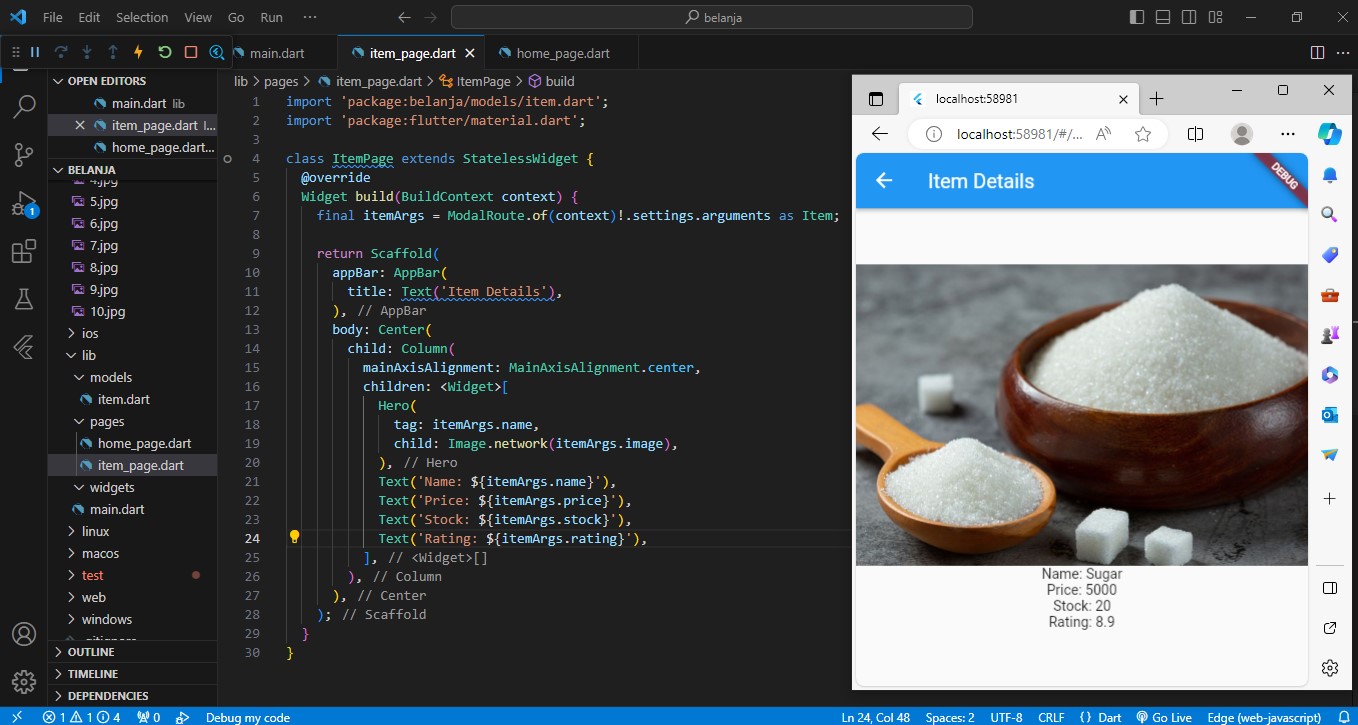 File Edit Selection View Go Run ···
belanja
main.dart
item_page.dart
home_page.dart
OPEN EDITORS
main.dart lib
item_page.dart l...
home_page.dart...
BELANJA
4.jpg
5.jpg
6.jpg
7.jpg
8.jpg
9.jpg
10.jpg
ios
lib
models
item.dart
pages
home_page.dart
item_page.dart
widgets
main.dart
linux
macos
test
web
windows
.gitignore
OUTLINE
TIMELINE
DEPENDENCIES
1
lib > pages > item_page.dart > ItemPage > build
1 import 'package:belanja/models/item.dart';
2 import 'package:flutter/material.dart';
3
4 class ItemPage extends StatelessWidget {
5 @override
6 Widget build(BuildContext context) {
7 final itemArgs = ModalRoute.of(context)!.settings.arguments as Item;
8
9 return Scaffold(
10 appBar: AppBar(
11 title: Text('Item Details'),
12 ), // AppBar
13 body: Center(
14 child: Column(
15 mainAxisAlignment: MainAxisAlignment.center,
16 children: <Widget>[
17 Hero(
18 tag: itemArgs.name,
19 child: Image.network(itemArgs.image),
20 ), // Hero
21 Text('Name: ${itemArgs.name}'),
22 Text('Price: ${itemArgs.price}'),
23 Text('Stock: ${itemArgs.stock}'),
24 Text('Rating: ${itemArgs.rating}'),
25 ], // <Widget>[]
26 ), // Column
27 ), // Center
28 ); // Scaffold
29 }
30 }
localhost:58981
localhost:58981/#/...
Item Details
DEBUG
Name: Sugar
Price: 5000
Stock: 20
Rating: 8.9
1 1 4 0 Debug my code
Ln 24, Col 48 Spaces: 2 UTF-8 CRLF {} Dart Go Live Edge (web-javascript)